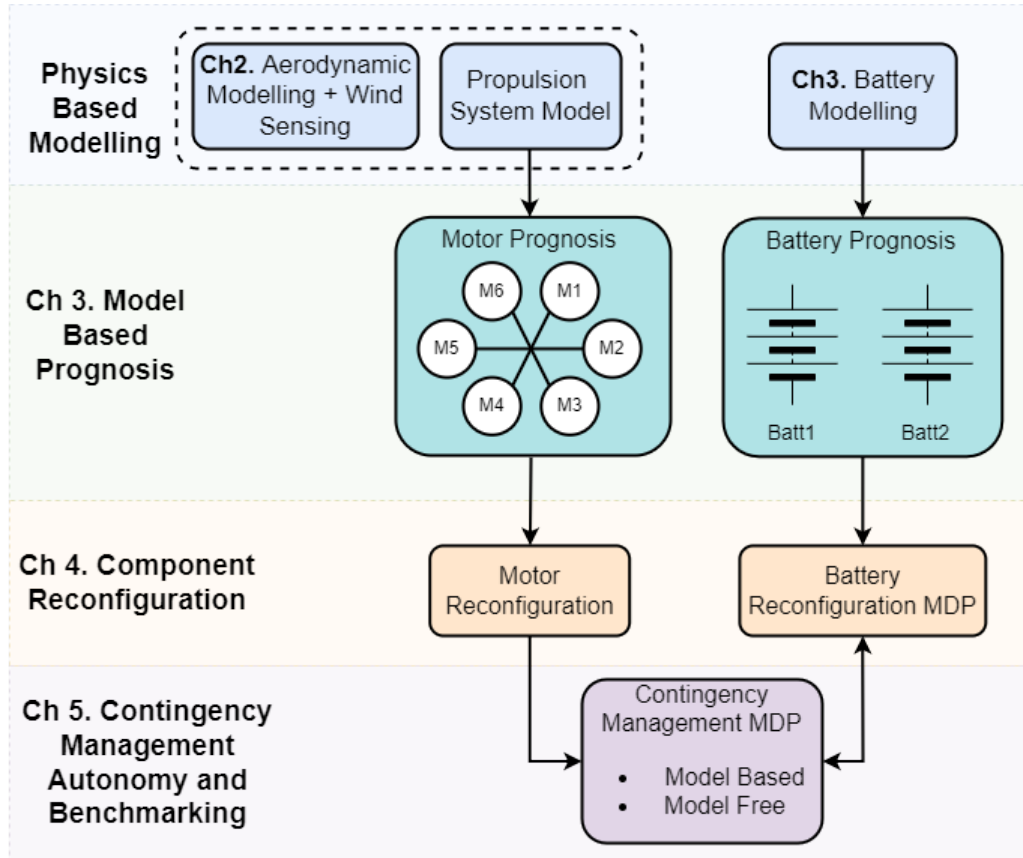 Physics
Based
Modelling
Ch2. Aerodynamic
Modelling + Wind
Sensing
Propulsion
System Model
Ch3. Battery
Modelling
Ch 3. Model
Based
Prognosis
Motor Prognosis
M6
M1
M5
M2
M4
M3
Battery Prognosis
Batt1
Batt2
Ch 4. Component
Reconfiguration
Motor
Reconfiguration
Battery
Reconfiguration MDP
Ch 5. Contingency
Management
Autonomy and
Benchmarking
Contingency
Management MDP
• Model Based
• Model Free